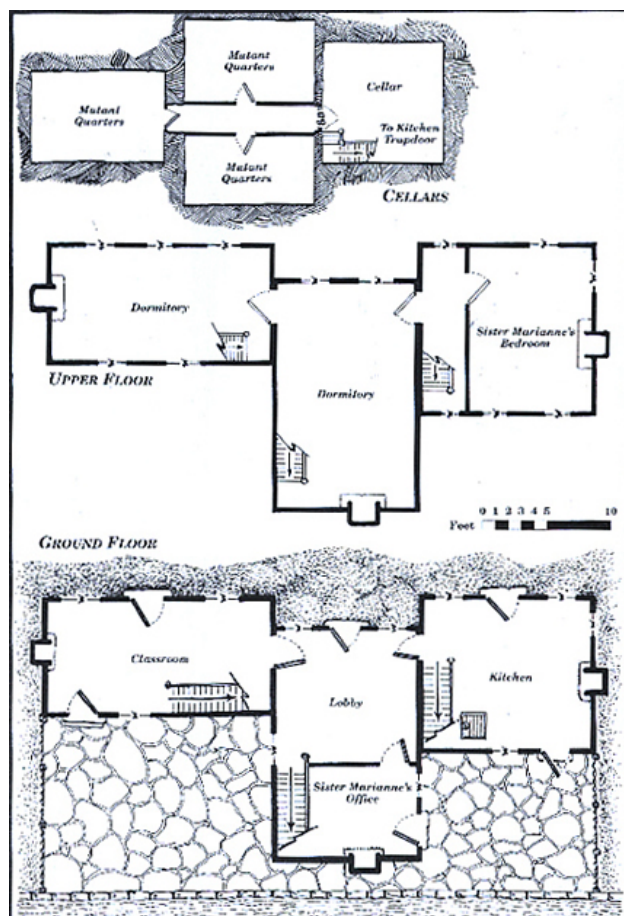 Mutant
Quarters
Cellar
Mutant
Quarters
To Kitchen
Trapdoor
Mutant
Quarters
CELLARS
Dormitory
Sister Marianne's
Bedroom
UPPER FLOOR
Dormitory
0 1 2 3 4 5 10
Feet
GROUND FLOOR
Classroom
Kitchen
Lobby
Sister Marianne's
Office